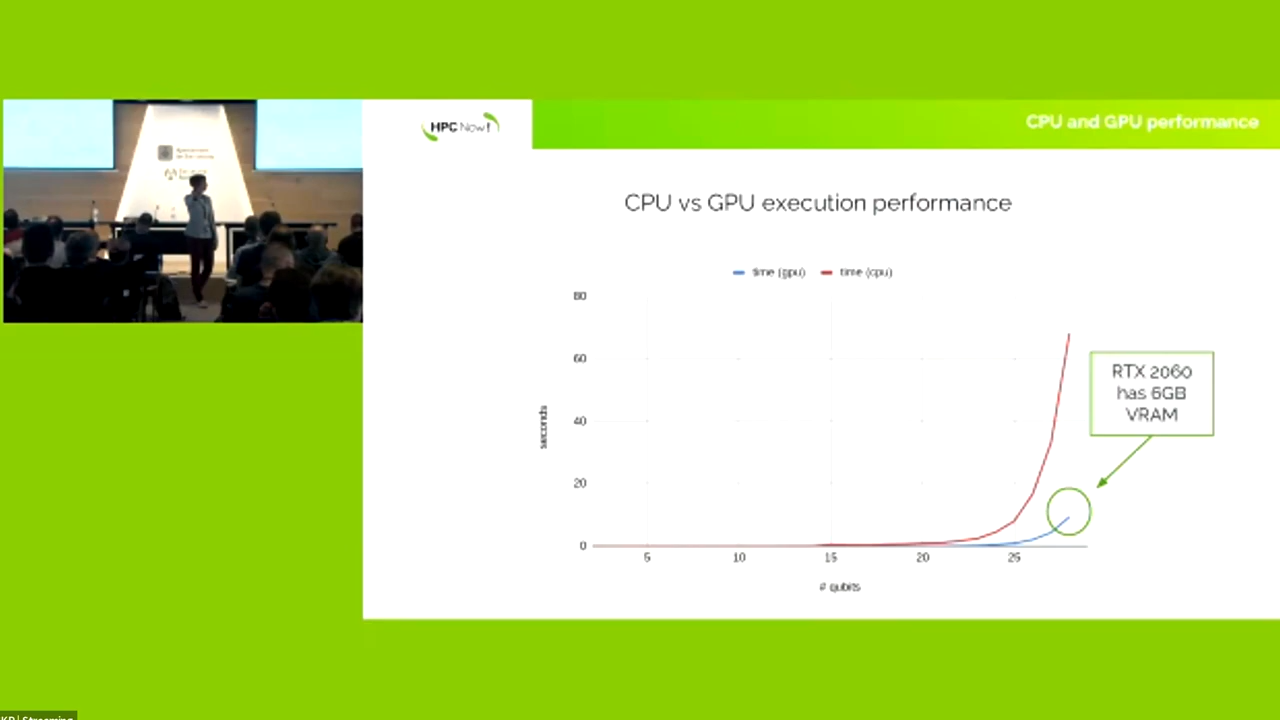 HPC Now!
CPU and GPU performance
CPU vs GPU execution performance
time (gpu) time (cpu)
80
60
40
20
0
seconds
5 10 15 20 25
# qubits
RTX 2060
has 6GB
VRAM
Streaming